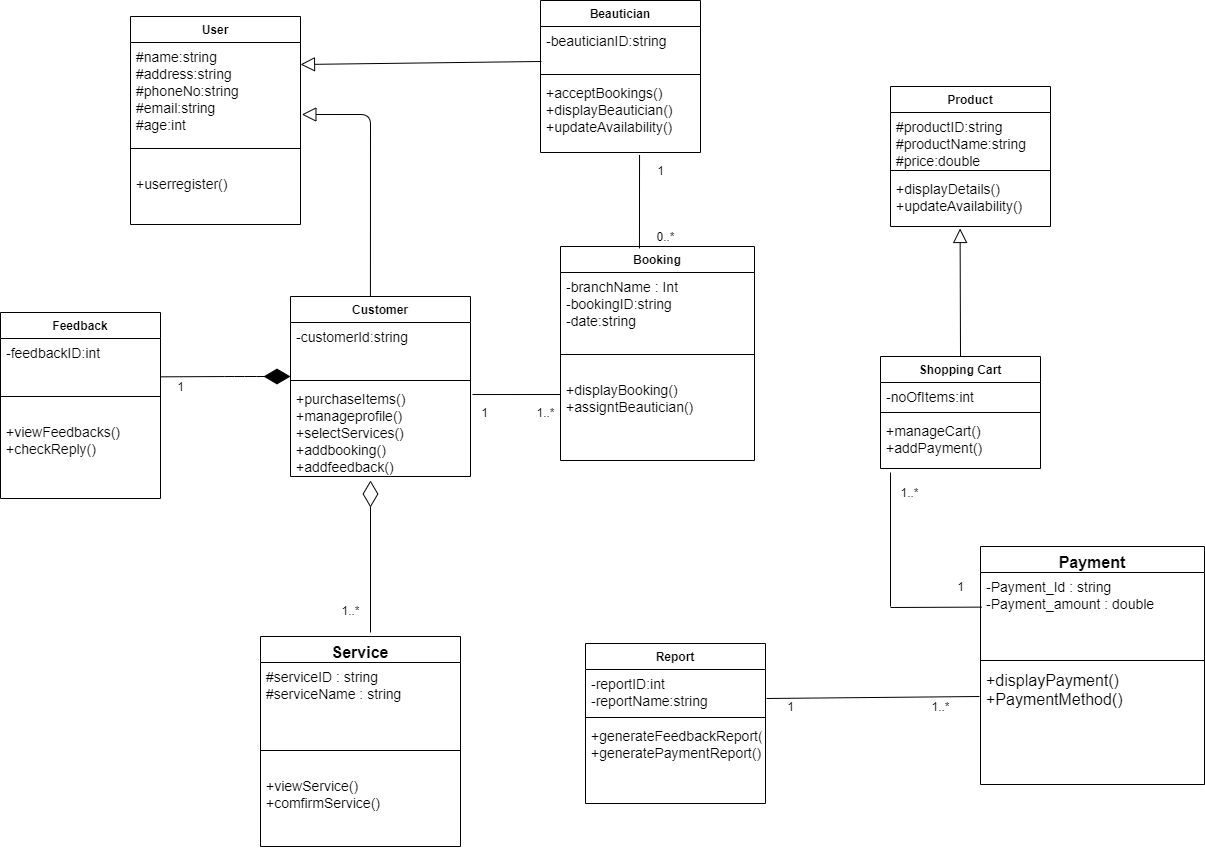 User
#name:string
#address:string
#phoneNo:string
#email:string
#age:int
+userregister()
Beautician
-beauticianID:string
+acceptBookings()
+displayBeautician()
+updateAvailability()
1
0..*
Product
#productID:string
#productName:string
#price:double
+displayDetails()
+updateAvailability()
Booking
-branchName : Int
-bookingID:string
-date:string
+displayBooking()
+assigntBeautician()
Customer
-customerId:string
+purchaseItems()
+manageprofile()
+selectServices()
+addbooking()
+addfeedback()
1
1..*
Feedback
-feedbackID:int
+viewFeedbacks()
+checkReply()
1
Shopping Cart
-noOfItems:int
+manageCart()
+addPayment()
1..*
1
Payment
-Payment_Id : string
-Payment_amount : double
+displayPayment()
+PaymentMethod()
1..*
Service
#serviceID : string
#serviceName : string
+viewService()
+comfirmService()
Report
-reportID:int
-reportName:string
+generateFeedbackReport(
+generatePaymentReport()
1
1..*